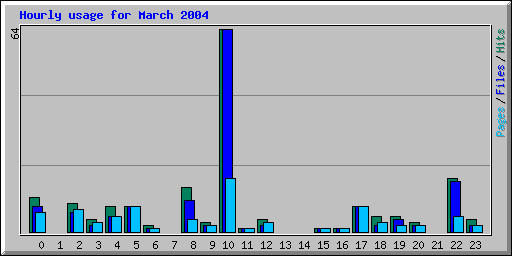 Hourly usage for March 2004
64
Pages/Files/Hits
0 1 2 3 4 5 6 7 8 9 10 11 12 13 14 15 16 17 18 19 20 21 22 23